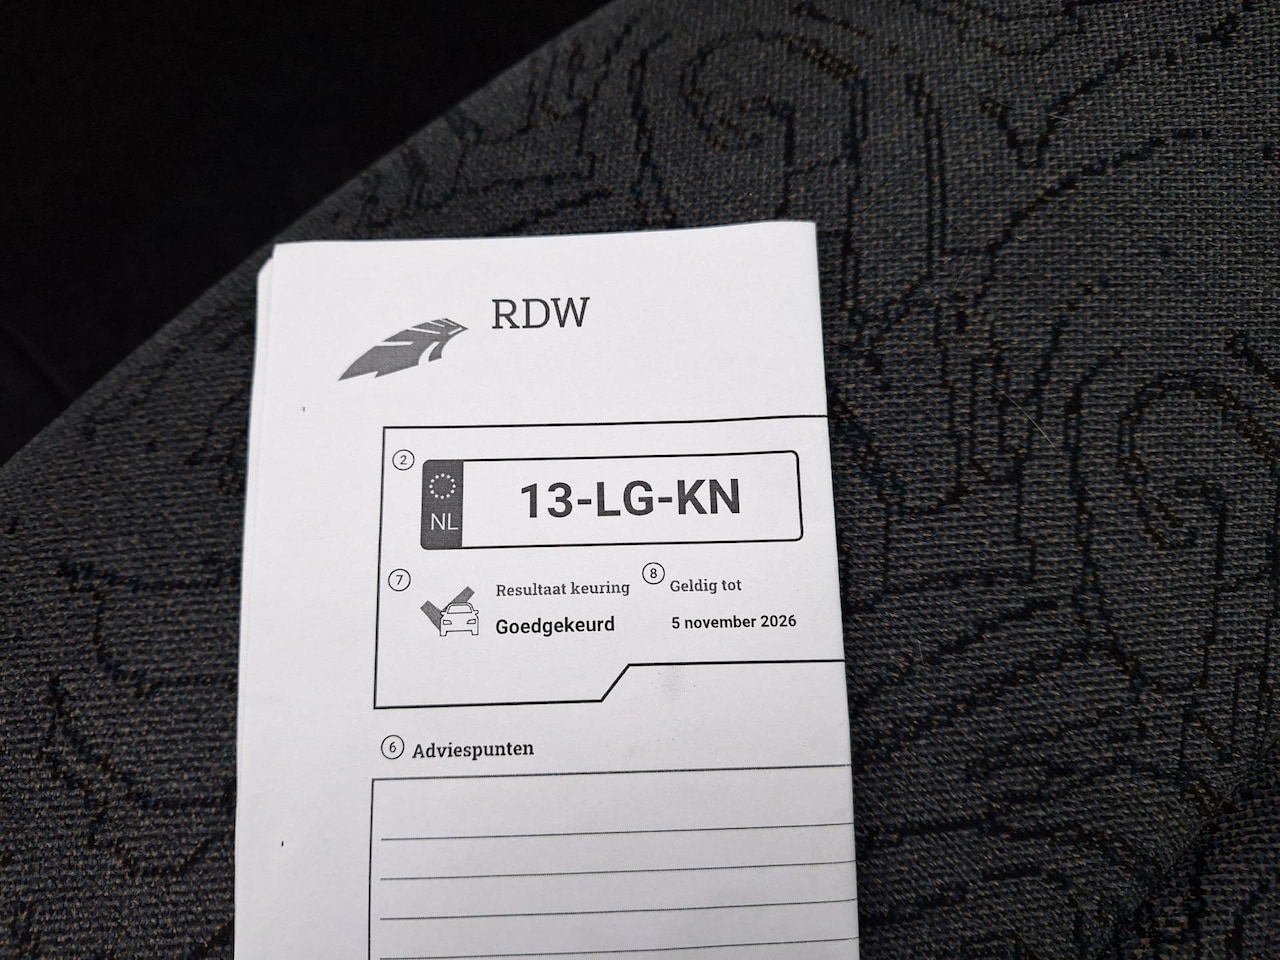 RDW
2
NL
13-LG-KN
7
Resultaat keuring
8
Geldig tot
Goedgekeurd
5 november 2026
6 Adviespunten